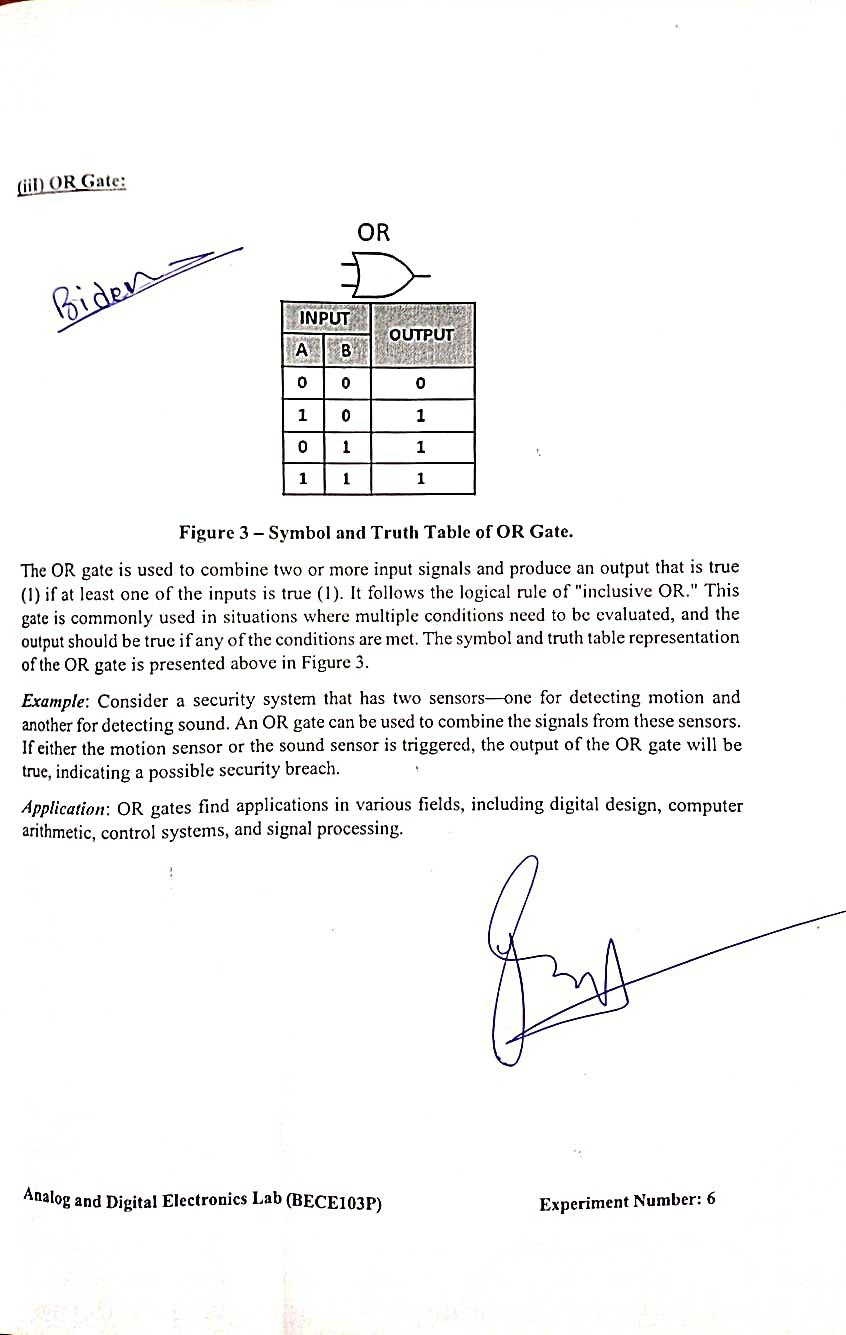 (iii) OR Gate:
Biden
OR
INPUT OUTPUT
A B
0 0 0
1 0 1
0 1 1
1 1 1
Figure 3 – Symbol and Truth Table of OR Gate.
The OR gate is used to combine two or more input signals and produce an output that is true
(1) if at least one of the inputs is true (1). It follows the logical rule of "inclusive OR." This
gate is commonly used in situations where multiple conditions need to be evaluated, and the
output should be true if any of the conditions are met. The symbol and truth table representation
of the OR gate is presented above in Figure 3.
Example: Consider a security system that has two sensors—one for detecting motion and
another for detecting sound. An OR gate can be used to combine the signals from these sensors.
If either the motion sensor or the sound sensor is triggered, the output of the OR gate will be
true, indicating a possible security breach.
Application: OR gates find applications in various fields, including digital design, computer
arithmetic, control systems, and signal processing.
Analog and Digital Electronics Lab (BECE103P) Experiment Number: 6